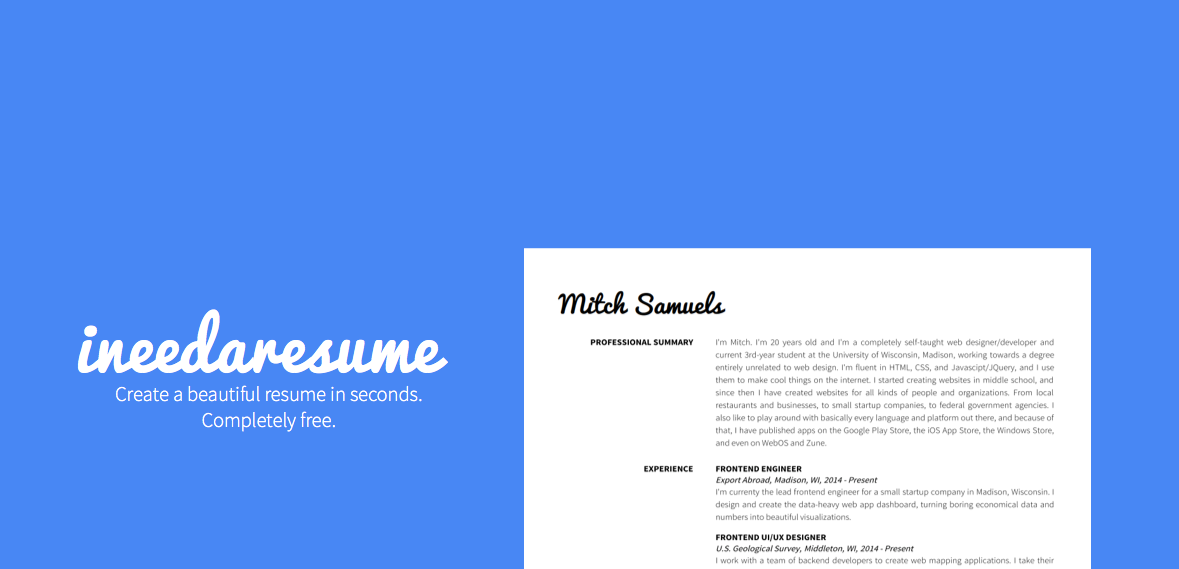 ineedaresume
Create a beautiful resume in seconds.
Completely free.
Mitch Samuels
PROFESSIONAL SUMMARY
I'm Mitch. I'm 20 years old and I'm a completely self-taught web designer/developer and
current 3rd-year student at the University of Wisconsin, Madison, working towards a degree
entirely unrelated to web design. I'm fluent in HTML, CSS, and Javascipt/JQuery, and I use
them to make cool things on the internet. I started creating websites in middle school, and
since then I have created websites for all kinds of people and organizations. From local
restaurants and businesses, to small startup companies, to federal government agencies. I
also like to play around with basically every language and platform out there, and because of
that, I have published apps on the Google Play Store, the iOS App Store, the Windows Store,
and even on WebOS and Zune.
EXPERIENCE
FRONTEND ENGINEER
Export Abroad, Madison, WI, 2014 - Present
I'm currenty the lead frontend engineer for a small startup company in Madison, Wisconsin. I
design and create the data-heavy web app dashboard, turning boring economical data and
numbers into beautiful visualizations.
FRONTEND UI/UX DESIGNER
U.S. Geological Survey, Middleton, WI, 2014 - Present
I work with a team of backend developers to create web mapping applications. I take their